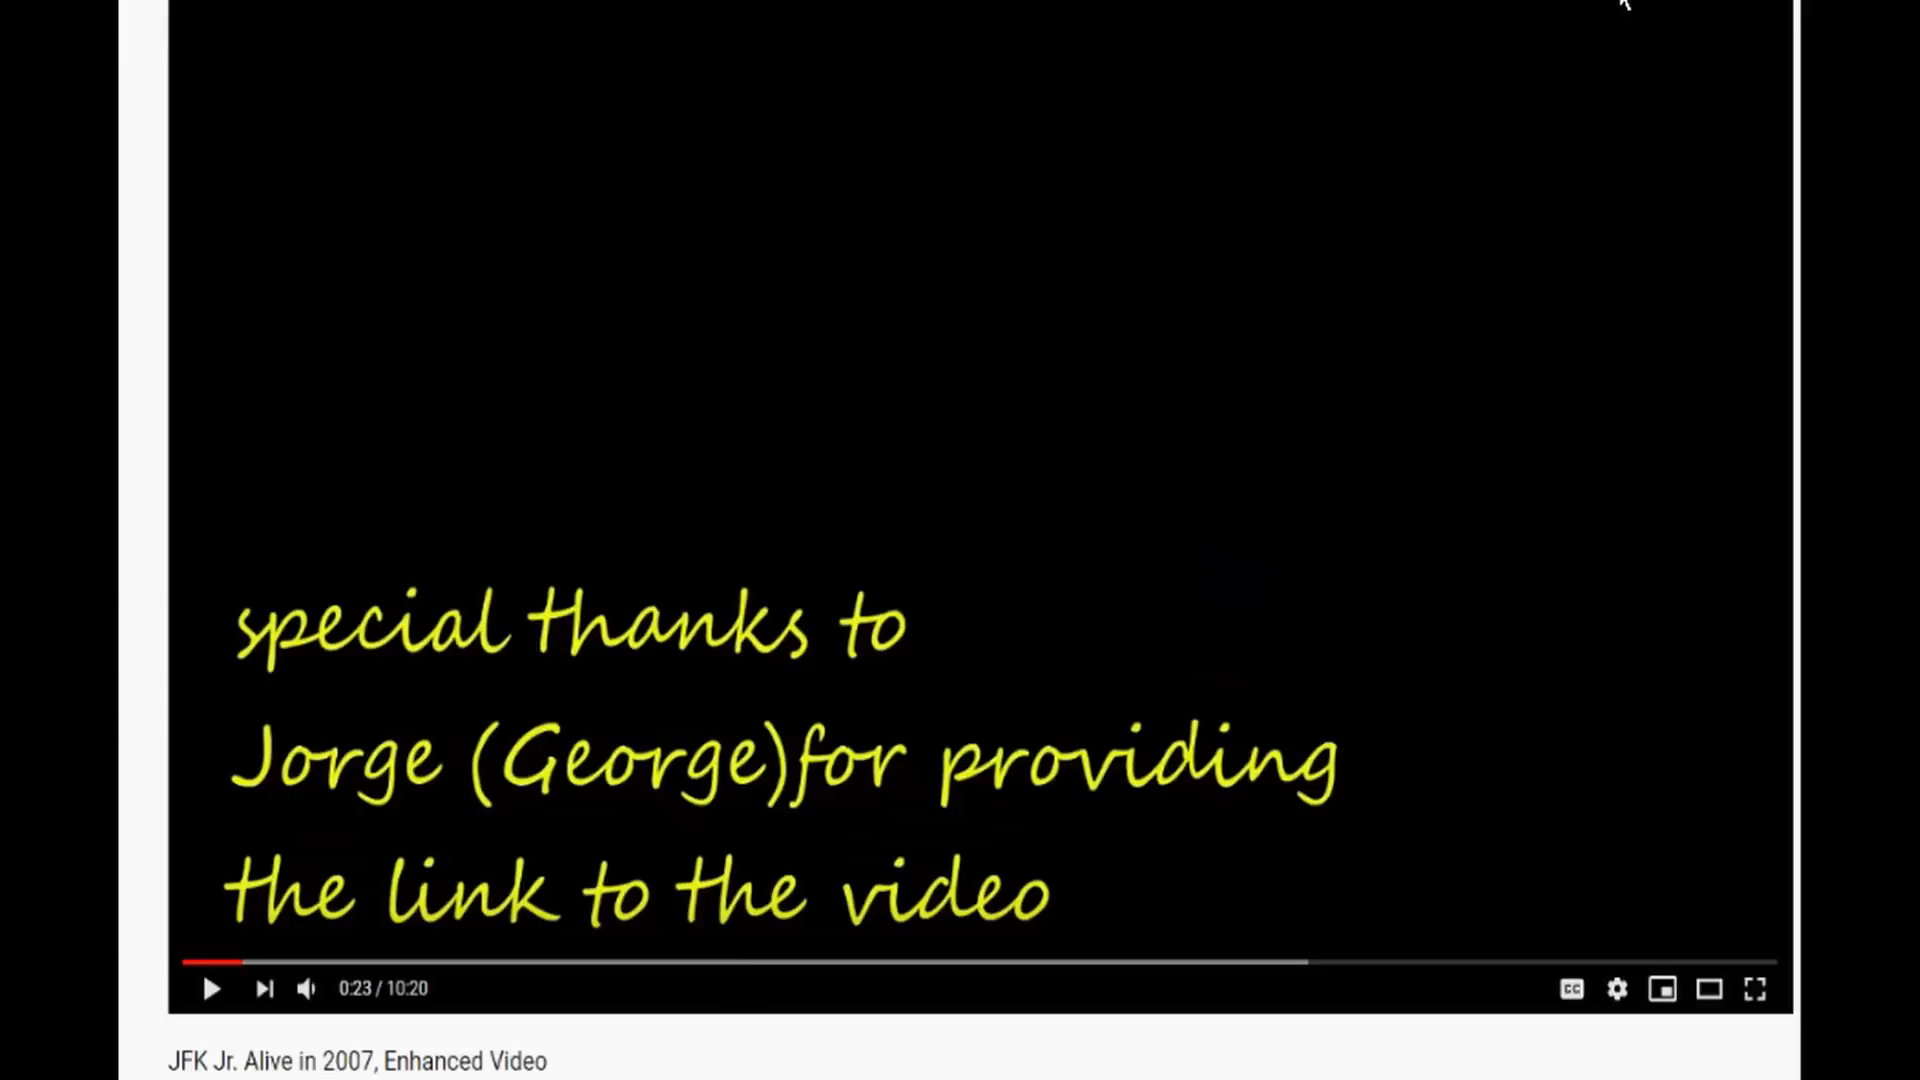 special thanks to
Jorge (George)for providing
the link to the video
0:23 / 10:20
CC
JFK Jr. Alive in 2007, Enhanced Video